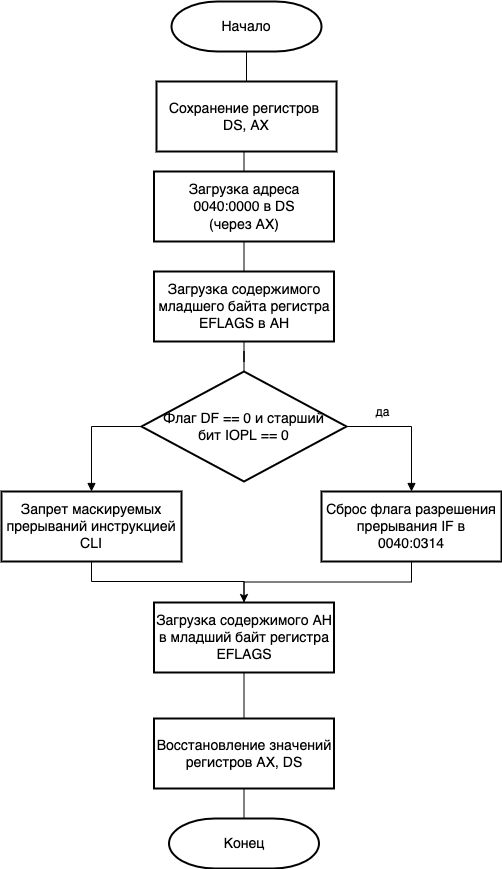 Начало
Сохранение регистров
DS, AX
Загрузка адреса
0040:0000 в DS
(через AX)
Загрузка содержимого
младшего байта регистра
EFLAGS в AH
Флаг DF == 0 и старший
бит IOPL == 0
да
Запрет маскируемых
прерываний инструкцией
CLI
Сброс флага разрешения
прерывания IF в
0040:0314
Загрузка содержимого AH
в младший байт регистра
EFLAGS
Восстановление значений
регистров AX, DS
Конец